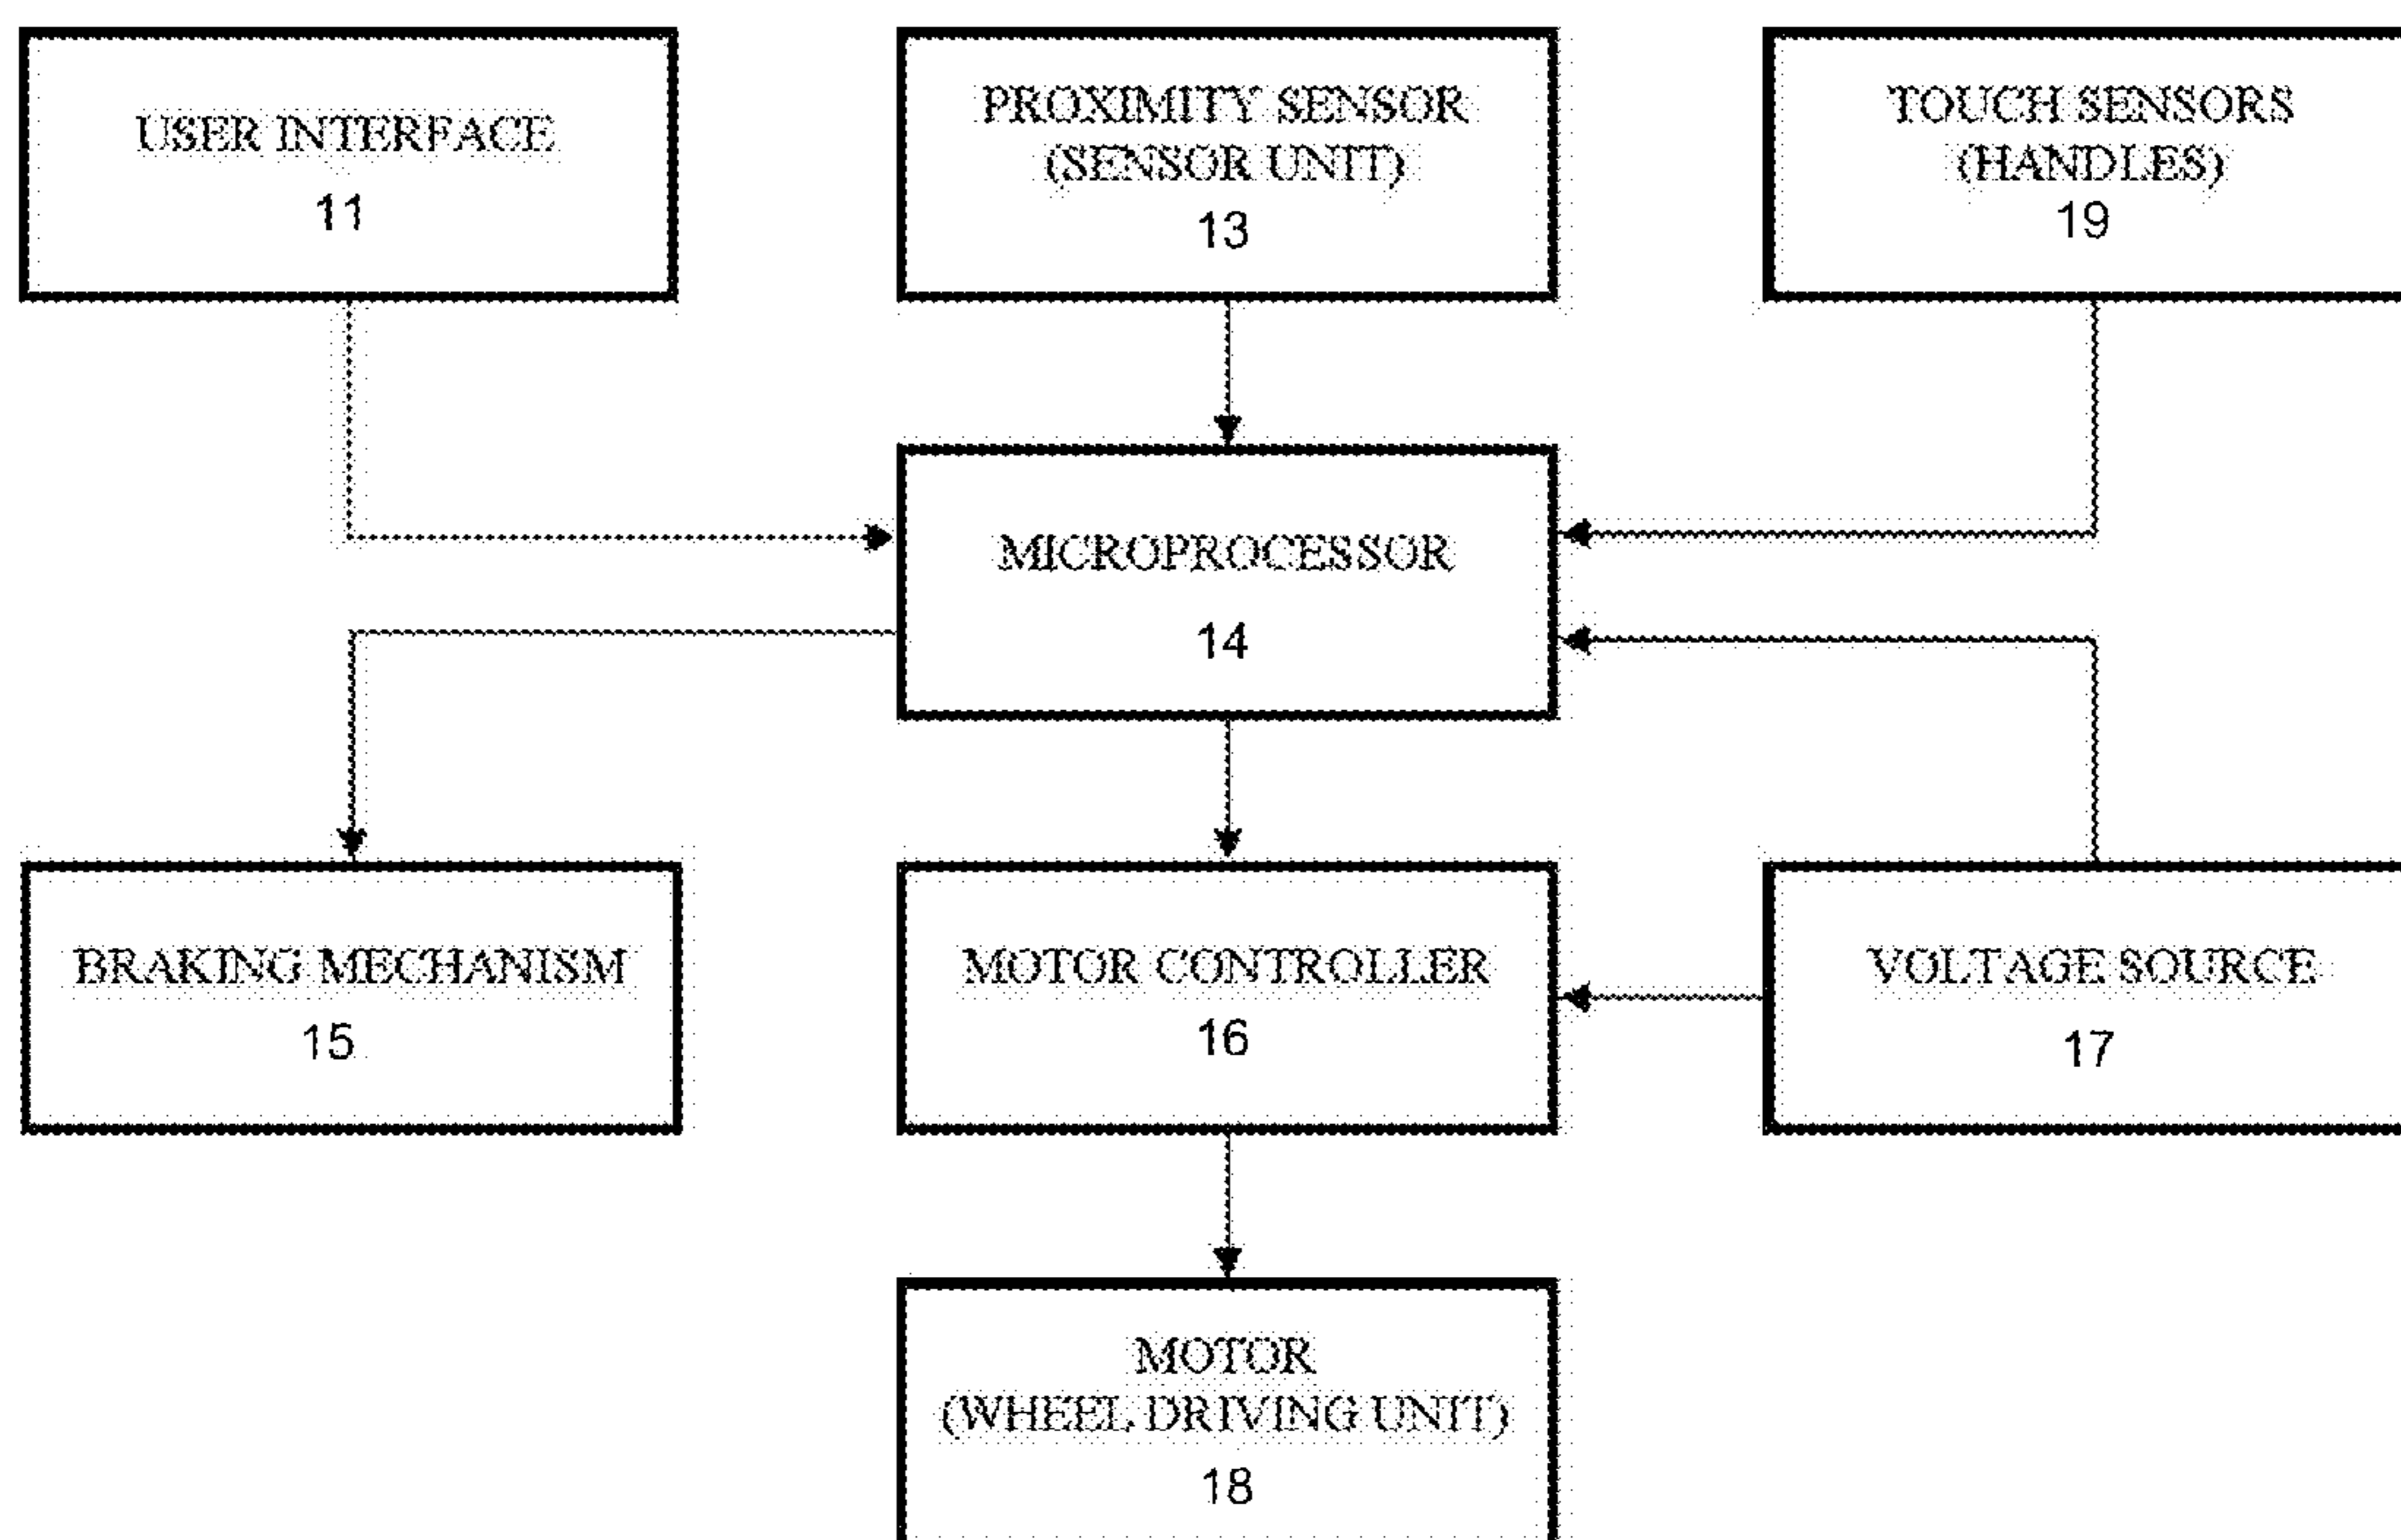 USER INTERFACE
11
PROXIMITY SENSOR
(SENSOR UNIT)
13
TOUCH SENSORS
(HANDLES)
19
MICROPROCESSOR
14
BRAKING MECHANISM
15
MOTOR CONTROLLER
16
VOLTAGE SOURCE
17
MOTOR
(WHEEL DRIVING UNIT)
18